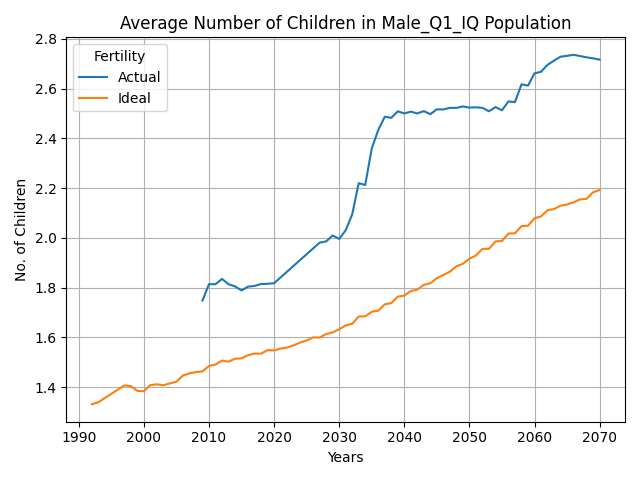 Average Number of Children in Male_Q1_IQ Population
Fertility
Actual
Ideal
No. of Children
2.8
2.6
2.4
2.2
2.0
1.8
1.6
1.4
1990 2000 2010 2020 2030 2040 2050 2060 2070
Years